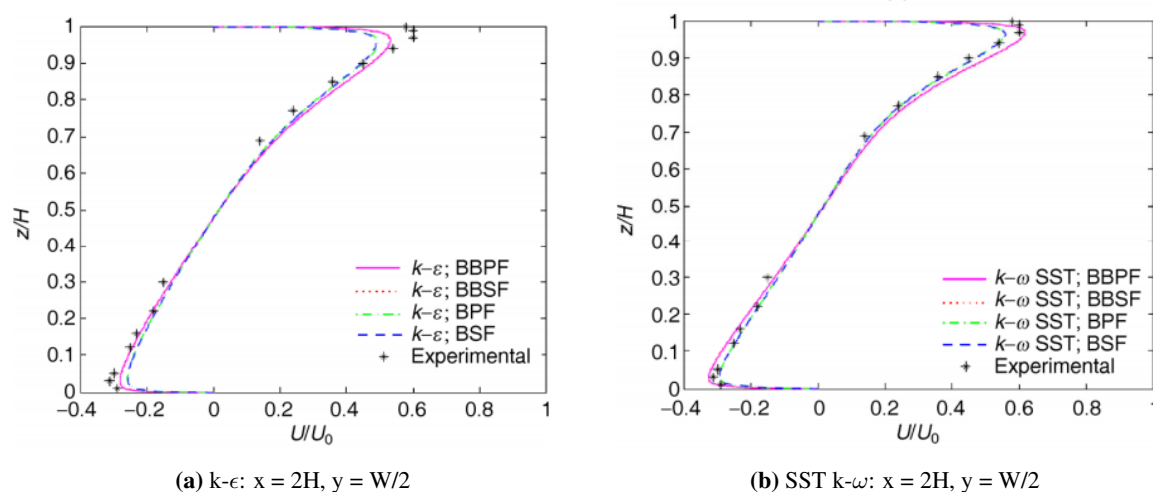 1
0.9
0.8
0.7
0.6
0.5
0.4
0.3
0.2
0.1
0
z/H
−0.4 −0.2 0 0.2 0.4 0.6 0.8 1
U/U0
k−ε; BBPF
k−ε; BBSF
k−ε; BPF
k−ε; BSF
Experimental
(a) k-ϵ: x = 2H, y = W/2
1
0.9
0.8
0.7
0.6
0.5
0.4
0.3
0.2
0.1
0
z/H
−0.4 −0.2 0 0.2 0.4 0.6 0.8 1
U/U0
k−ω SST; BBPF
k−ω SST; BBSF
k−ω SST; BPF
k−ω SST; BSF
Experimental
(b) SST k-ω: x = 2H, y = W/2